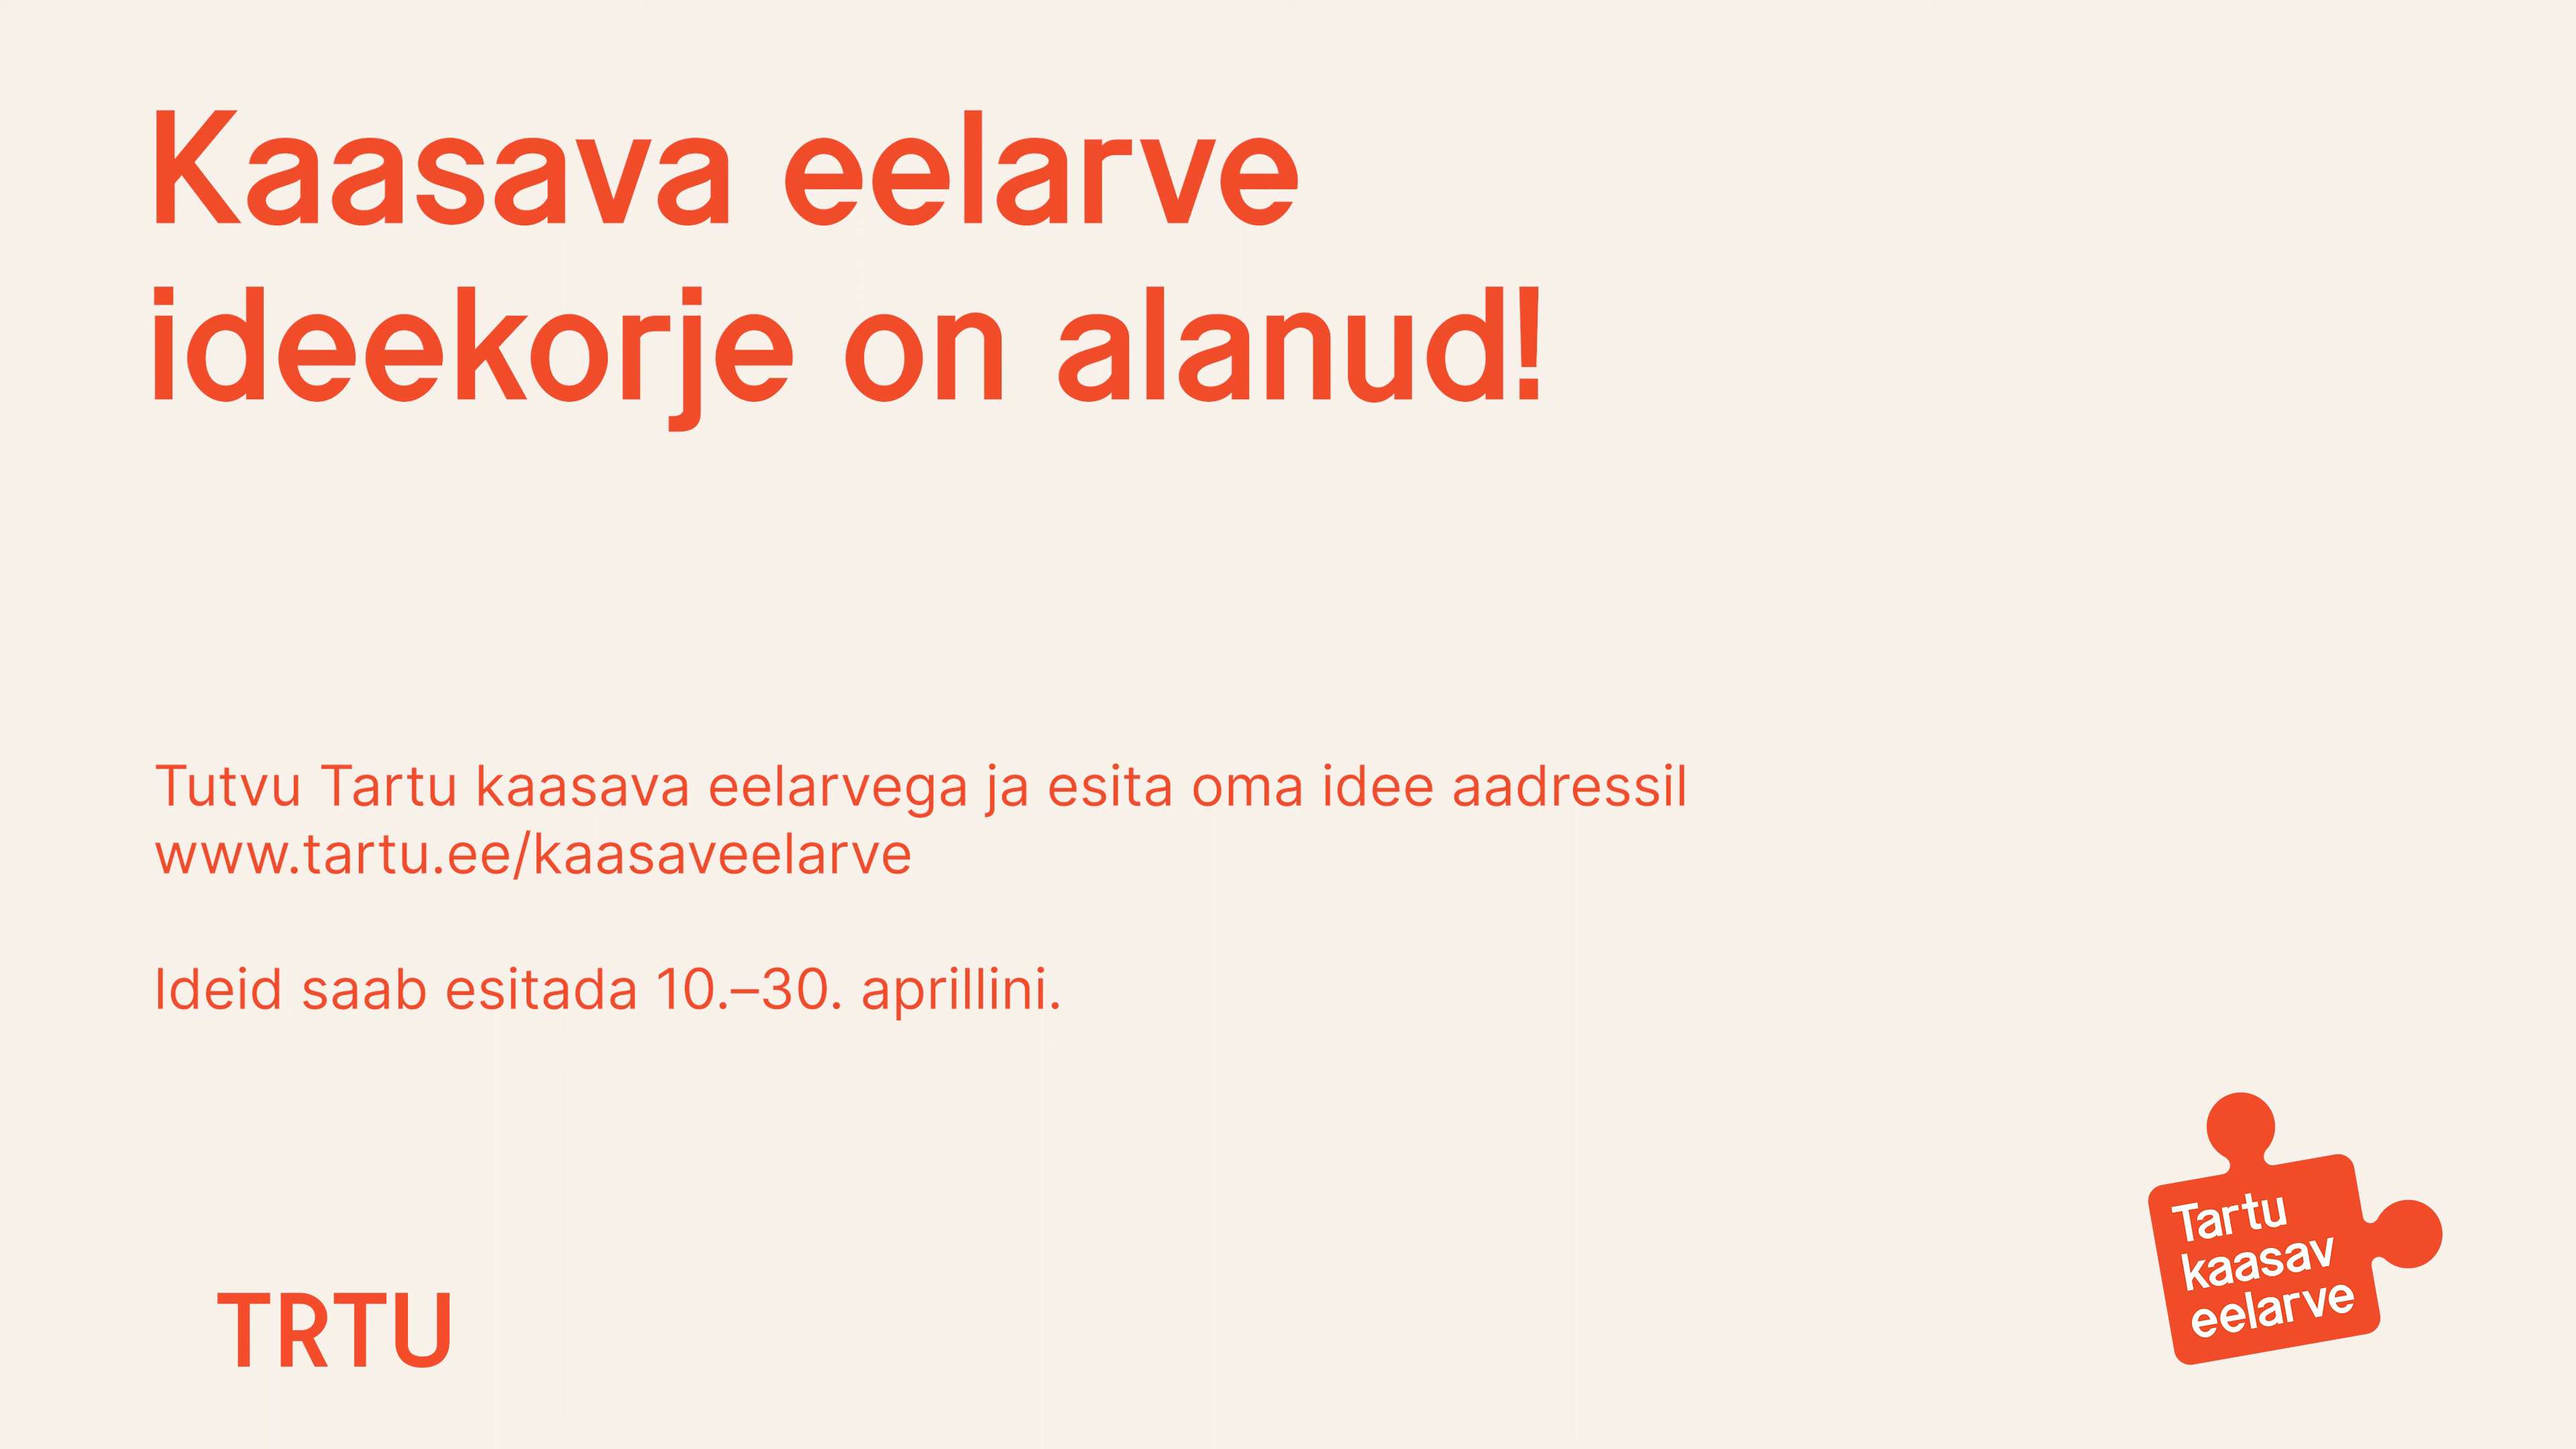 Kaasava eelarve
ideekorje on alanud!
Tutvu Tartu kaasava eelarvega ja esita oma idee aadressil
www.tartu.ee/kaasaveelarve
Ideid saab esitada 10.–30. aprillini.
TRTU
Tartu
kaasav
eelarve